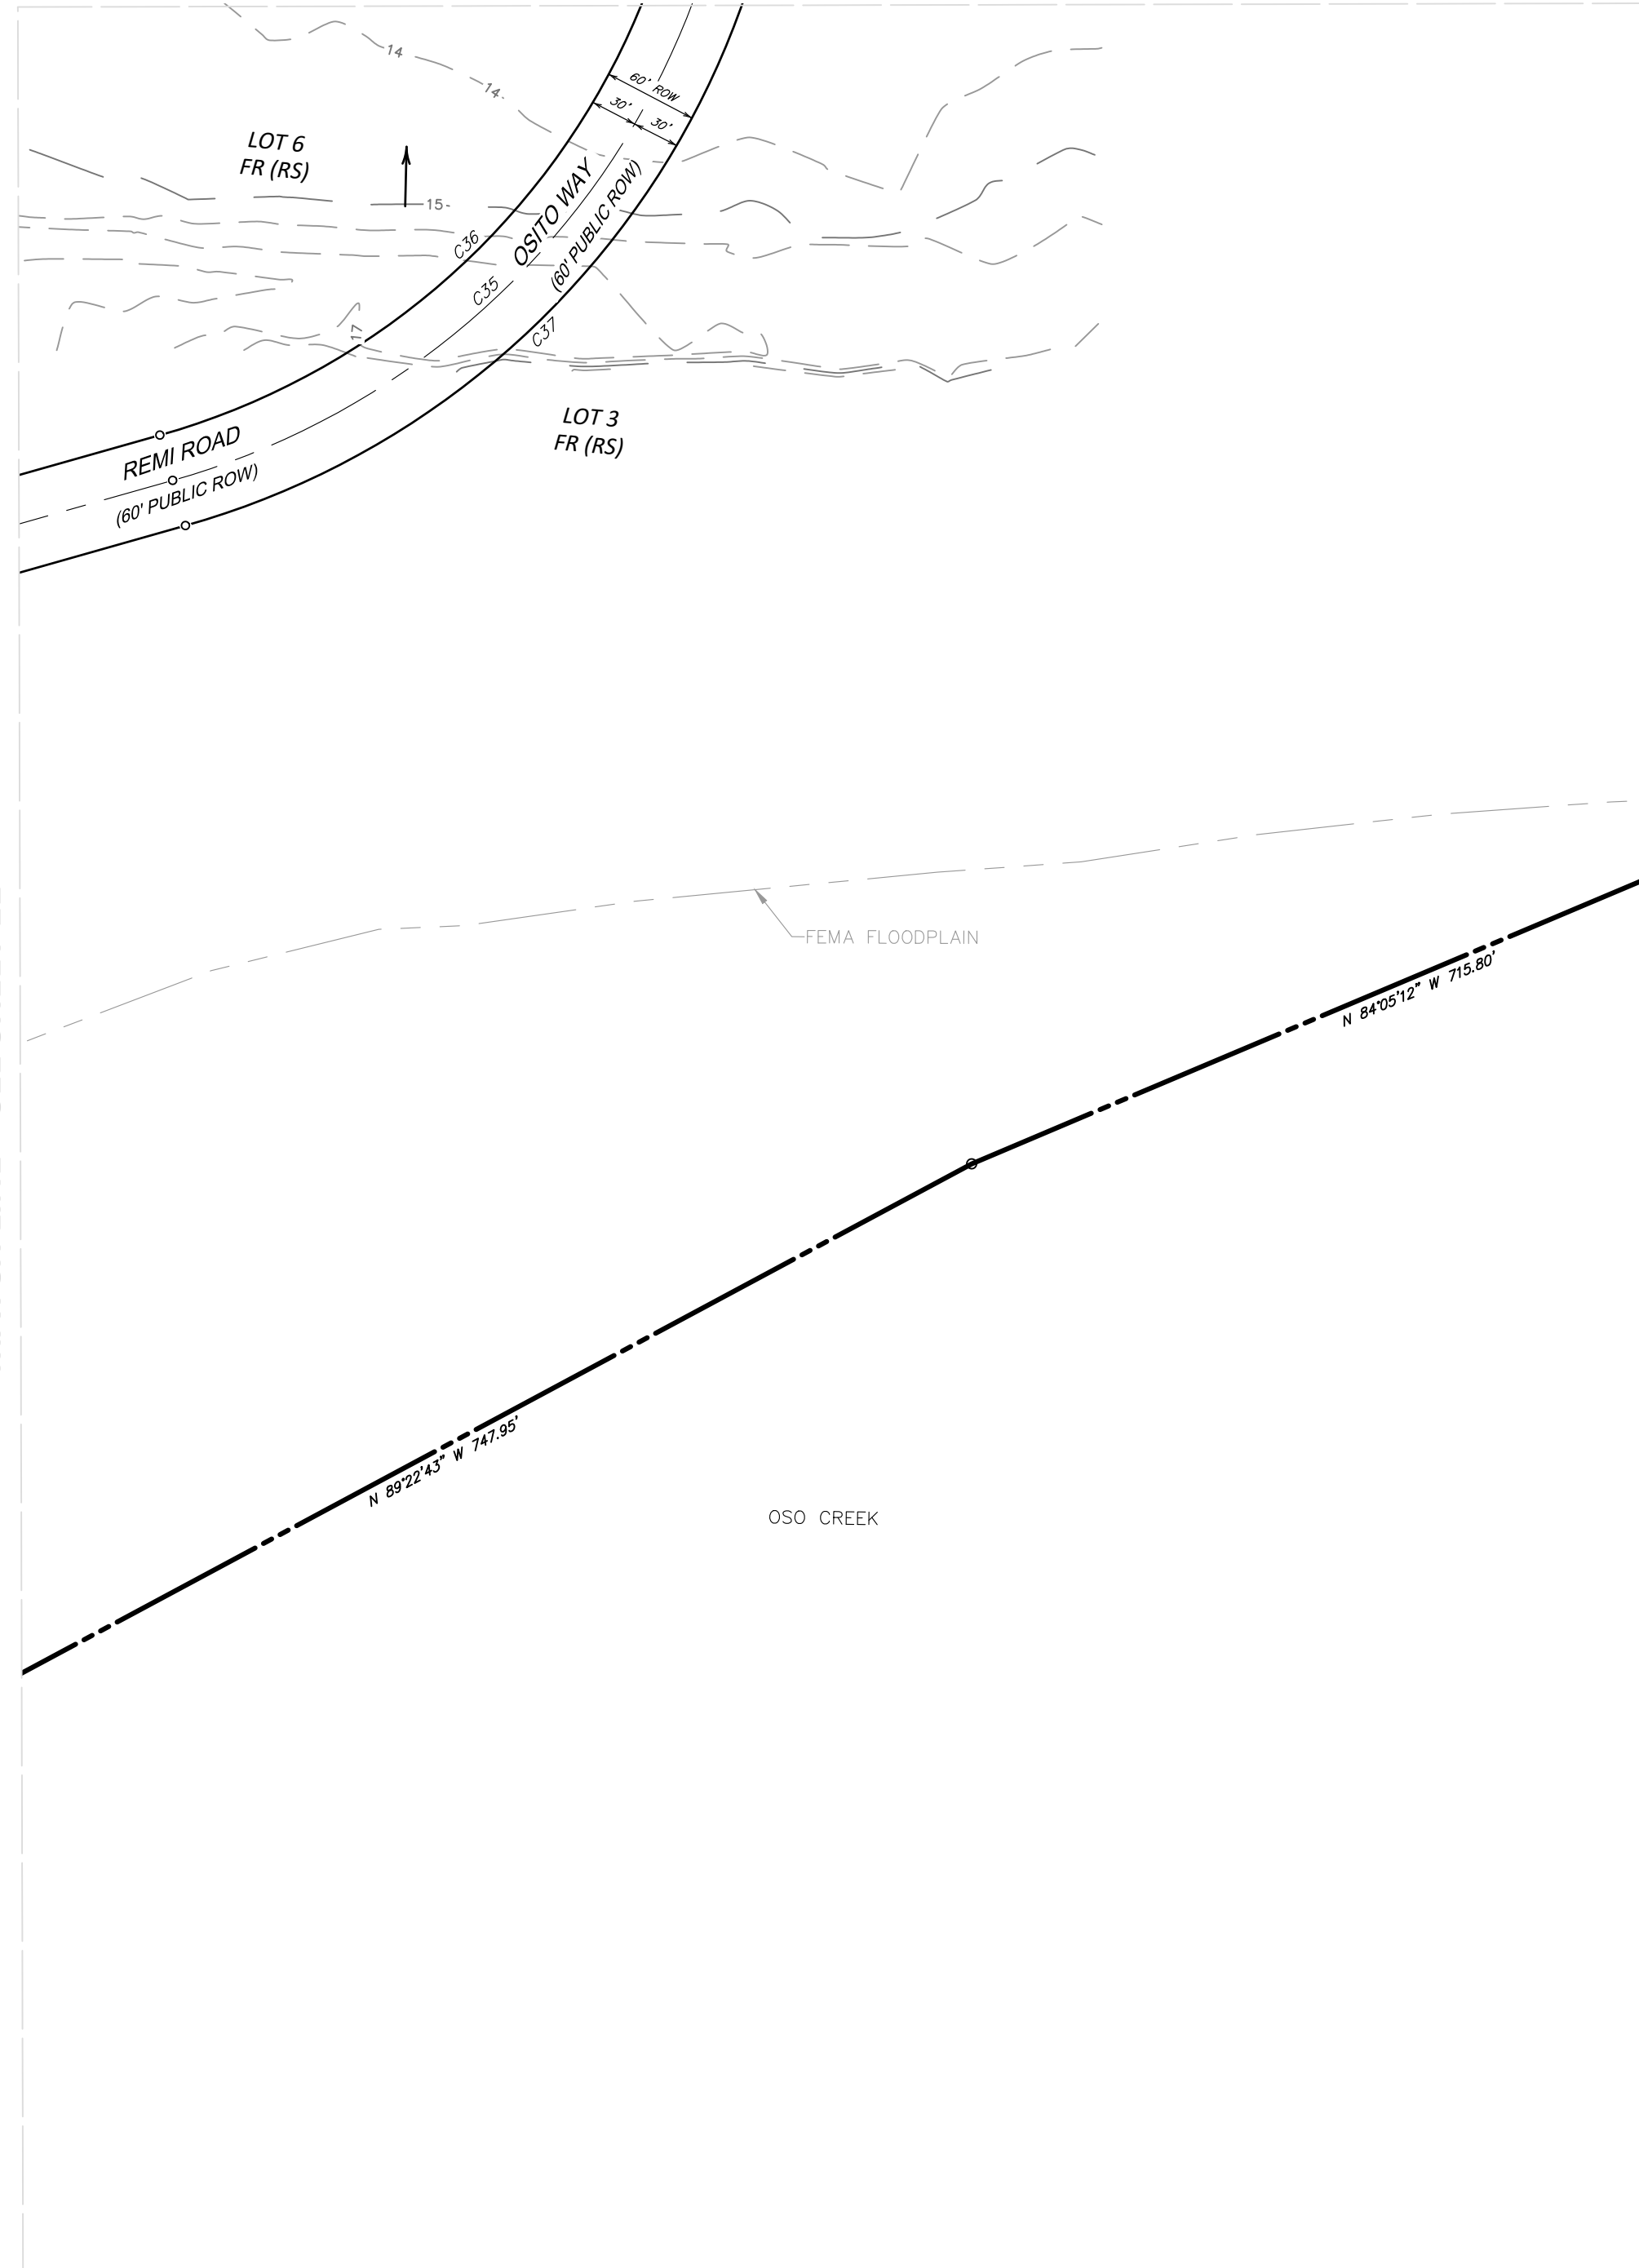 14
14
60' ROW
30'
30'
LOT 6
FR (RS)
15
OSITO WAY
(60' PUBLIC ROW)
C36
C35
C37
17
LOT 3
FR (RS)
REMI ROAD
(60' PUBLIC ROW)
FEMA FLOODPLAIN
N 84°05'12" W 715.80'
N 89°22'43" W 747.95'
OSO CREEK